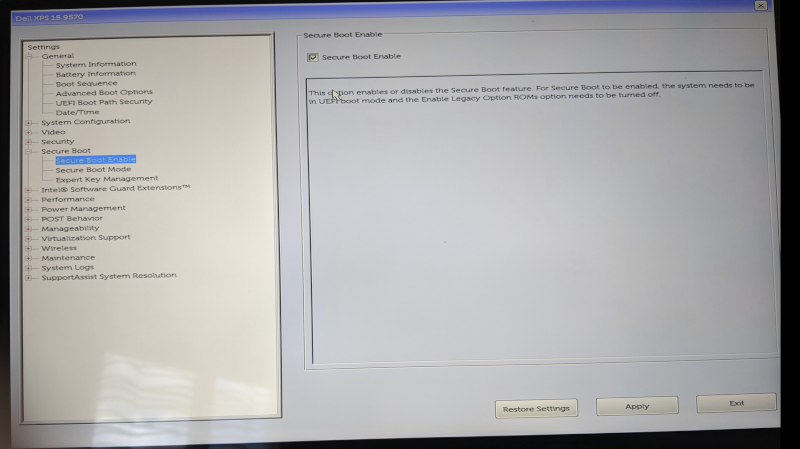 Dell XPS 15 9570
Settings
General
System Information
Battery Information
Boot Sequence
Advanced Boot Options
UEFI Boot Path Security
Date/Time
System Configuration
Video
Security
Secure Boot
Secure Boot Enable
Secure Boot Mode
Expert Key Management
Intel® Software Guard Extensions™
Performance
Power Management
POST Behavior
Manageability
Virtualization Support
Wireless
Maintenance
System Logs
SupportAssist System Resolution
Secure Boot Enable
Secure Boot Enable
This option enables or disables the Secure Boot feature. For Secure Boot to be enabled, the system needs to be
in UEFI boot mode and the Enable Legacy Option ROMs option needs to be turned off.
Restore Settings
Apply
Exit